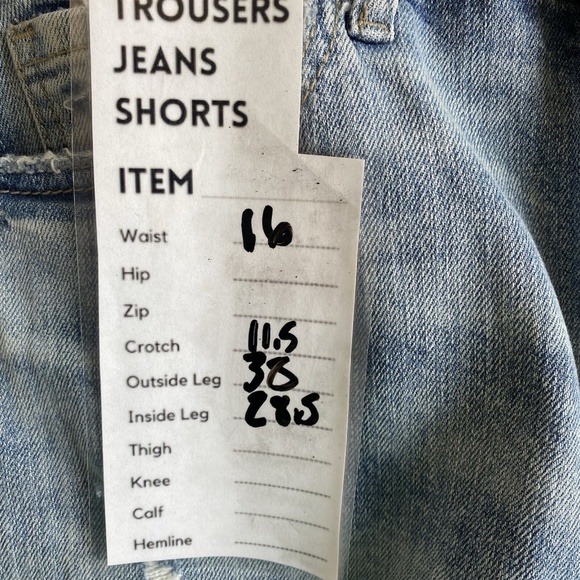 TROUSERS
JEANS
SHORTS
ITEM
Waist 16
Hip
Zip
Crotch 11.5
Outside Leg 38
Inside Leg 28.5
Thigh
Knee
Calf
Hemline